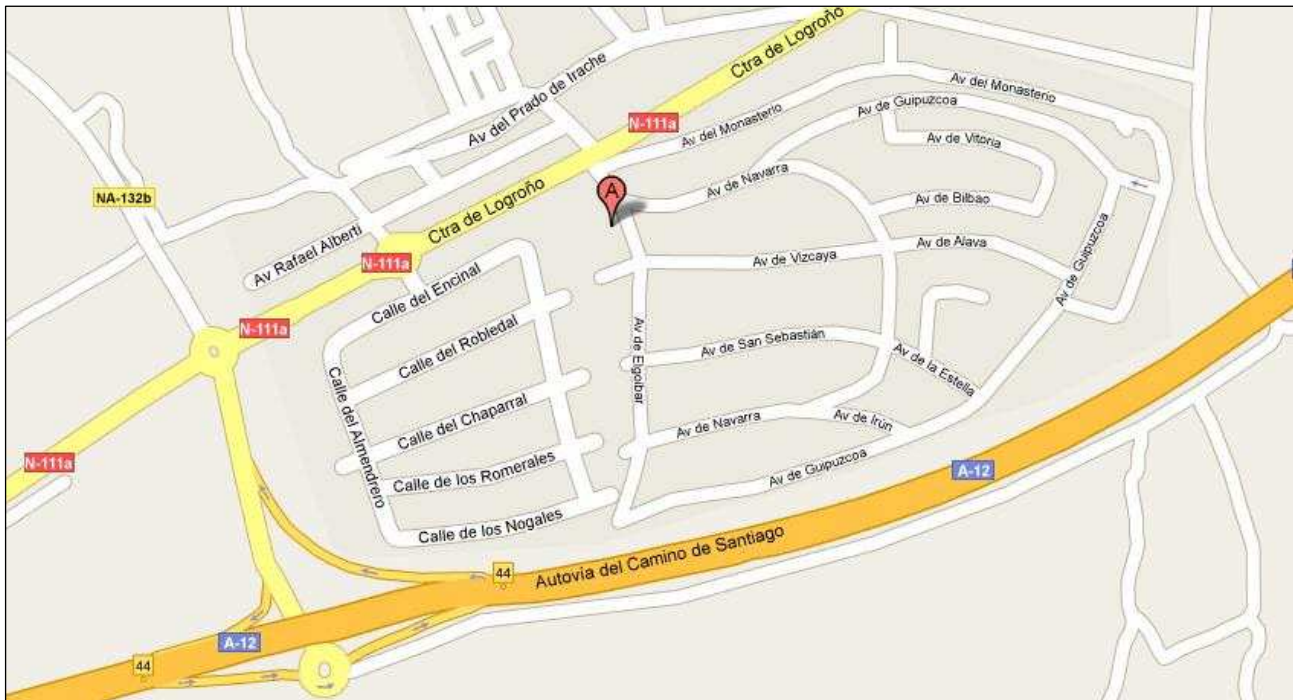 Ctra de Logroño
Av del Prado de Irache
Av del Monasterio
Av de Guipuzcoa
N-111a
Av del Monasterio
Av de Vitoria
A
Av de Navarra
NA-132b
Av de Bilbao
Ctra de Logroño
Av Rafael Alberti
Av de Alava
Av de Vizcaya
N-111a
Calle del Encinal
Av de Guipuzcoa
N-111a
Av de San Sebastián
Calle del Robledal
Av de Elgoibar
Av de la Estella
Calle del Almendrero
Calle del Chaparral
Av de Navarra
Av de Irún
N-111a
Calle de los Romerales
Av de Guipuzcoa
A-12
Calle de los Nogales
44
Autovia del Camino de Santiago
A-12
44